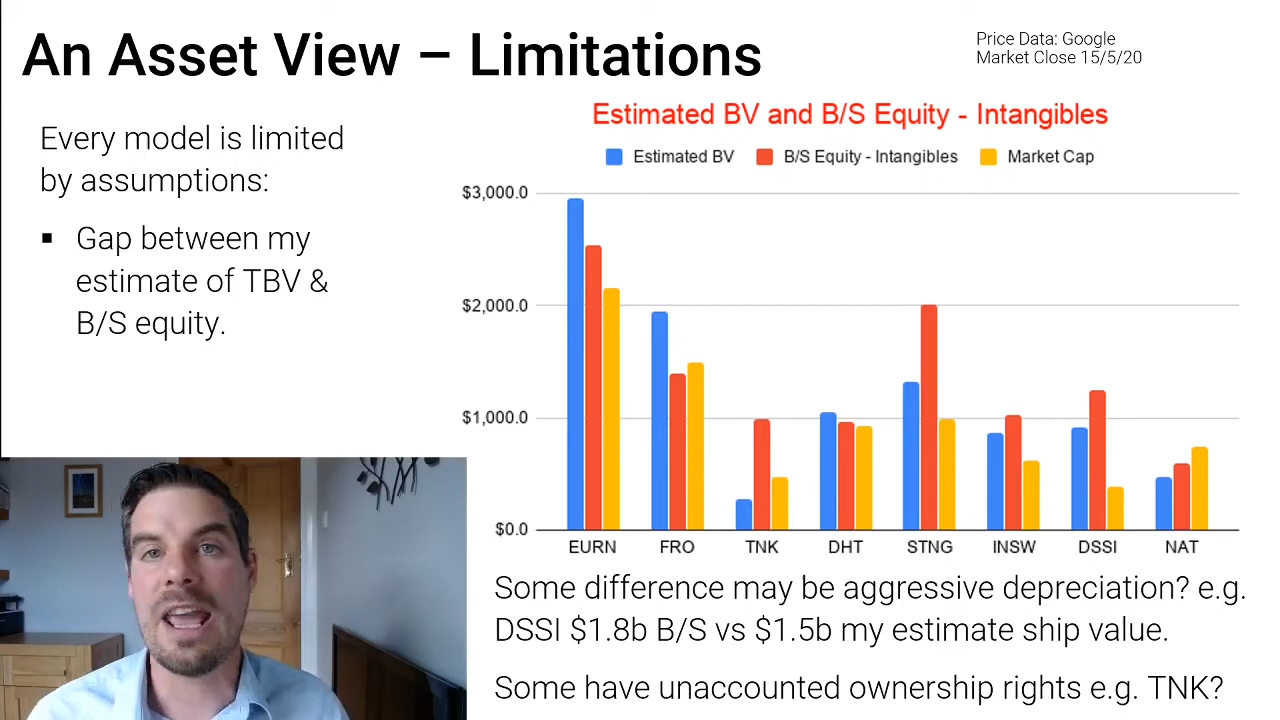 An Asset View – Limitations
Price Data: Google
Market Close 15/5/20
Every model is limited
by assumptions:
▪ Gap between my
estimate of TBV &
B/S equity.
Estimated BV and B/S Equity - Intangibles
Estimated BV B/S Equity - Intangibles Market Cap
$3,000.0
$2,000.0
$1,000.0
$0.0
EURN FRO TNK DHT STNG INSW DSSI NAT
Some difference may be aggressive depreciation? e.g.
DSSI $1.8b B/S vs $1.5b my estimate ship value.
Some have unaccounted ownership rights e.g. TNK?